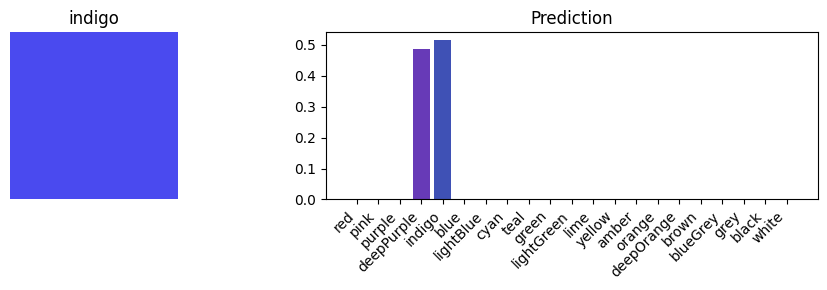 indigo
Prediction
0.5
0.4
0.3
0.2
0.1
0.0
red
pink
purple
deepPurple
indigo
blue
lightBlue
cyan
teal
green
lightGreen
lime
yellow
amber
orange
deepOrange
brown
blueGrey
grey
black
white